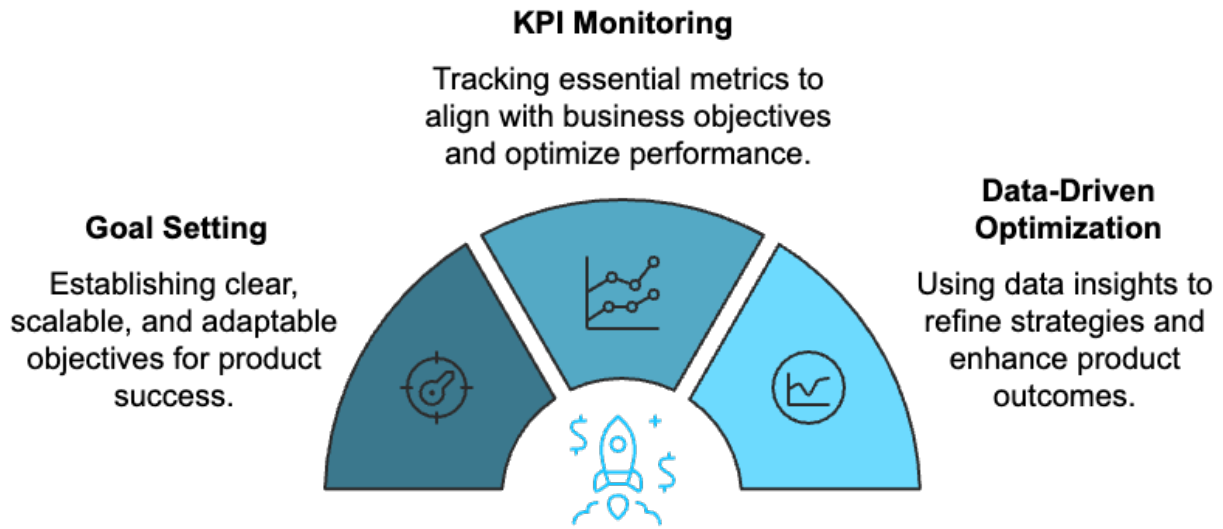 KPI Monitoring
Tracking essential metrics to
align with business objectives
and optimize performance.
Goal Setting
Establishing clear,
scalable, and adaptable
objectives for product
success.
Data-Driven
Optimization
Using data insights to
refine strategies and
enhance product
outcomes.
$
$